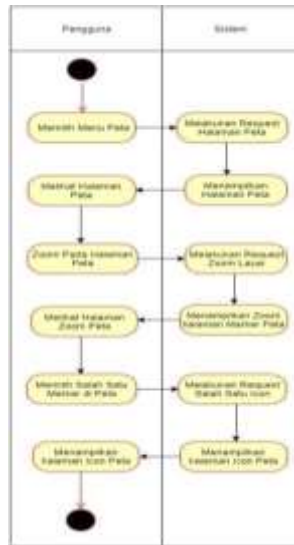 Pengguna
Sistem
Memilih Menu Peta
Melakukan Request
Halaman Peta
Melihat Halaman
Peta
Menampilkan
Halaman Peta
Zoom Pada Halaman
Peta
Melakukan Request
Zoom Layar
Melihat Halaman
Zoom Peta
Menampilkan Zoom
halaman Marker Peta
Memilih Salah Satu
Marker di Peta
Melakukan Request
Salah Satu Icon
Menampilkan
halaman Icon Peta
Menampilkan
halaman Icon Peta